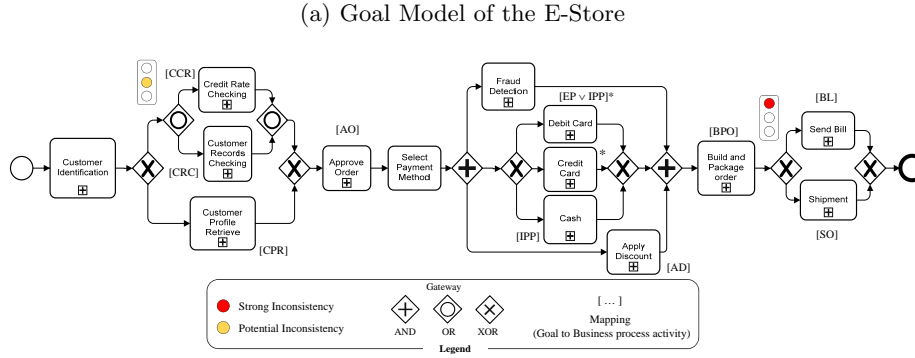 (a) Goal Model of the E-Store
[CCR]
Credit Rate
Checking
Fraud
Detection
[EP ∨ IPP]*
Debit Card
[BL]
Send Bill
[AO]
[BPO]
Customer
Identification
Customer
Records
Checking
[CRC]
Approve
Order
Select
Payment
Method
Credit
Card
*
Build and
Package
order
Customer
Profile
Retrieve
[CPR]
Cash
[IPP]
Shipment
[SO]
Apply
Discount
[AD]
Gateway
Strong Inconsistency
Potential Inconsistency
AND
OR
XOR
[ … ]
Mapping
(Goal to Business process activity)
Legend